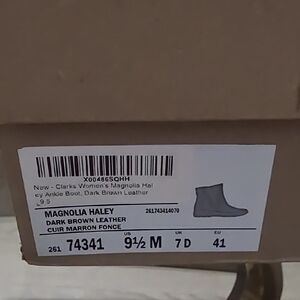 X00466SQHH
New - Clarks Women's Magnolia Hal
ey Ankle Boot, Dark Brown Leather
, 9.5
MAGNOLIA HALEY 261743414070
DARK BROWN LEATHER
CUIR MARRON FONCE
US UK EU
261 74341 9½ M 7 D 41